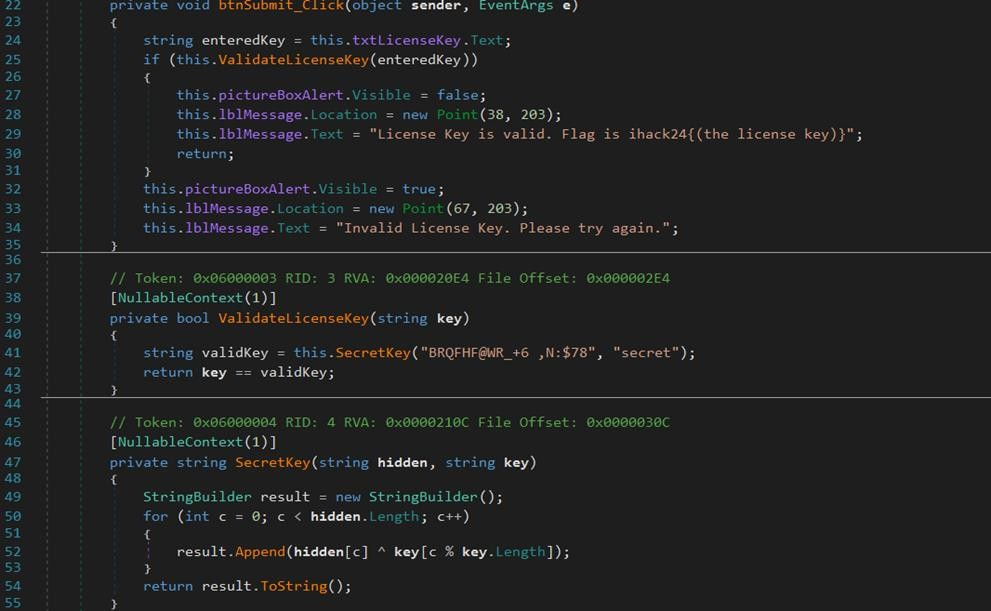 22 private void btnSubmit_Click(object sender, EventArgs e)
23 {
24 string enteredKey = this.txtLicenseKey.Text;
25 if (this.ValidateLicenseKey(enteredKey))
26 {
27 this.pictureBoxAlert.Visible = false;
28 this.lblMessage.Location = new Point(38, 203);
29 this.lblMessage.Text = "License Key is valid. Flag is ihack24{(the license key)}";
30 return;
31 }
32 this.pictureBoxAlert.Visible = true;
33 this.lblMessage.Location = new Point(67, 203);
34 this.lblMessage.Text = "Invalid License Key. Please try again.";
35 }
36
37 // Token: 0x06000003 RID: 3 RVA: 0x000020E4 File Offset: 0x000002E4
38 [NullableContext(1)]
39 private bool ValidateLicenseKey(string key)
40 {
41 string validKey = this.SecretKey("BRQFHF@WR_+6 ,N:$78", "secret");
42 return key == validKey;
43 }
44
45 // Token: 0x06000004 RID: 4 RVA: 0x0000210C File Offset: 0x0000030C
46 [NullableContext(1)]
47 private string SecretKey(string hidden, string key)
48 {
49 StringBuilder result = new StringBuilder();
50 for (int c = 0; c < hidden.Length; c++)
51 {
52 result.Append(hidden[c] ^ key[c % key.Length]);
53 }
54 return result.ToString();
55 }